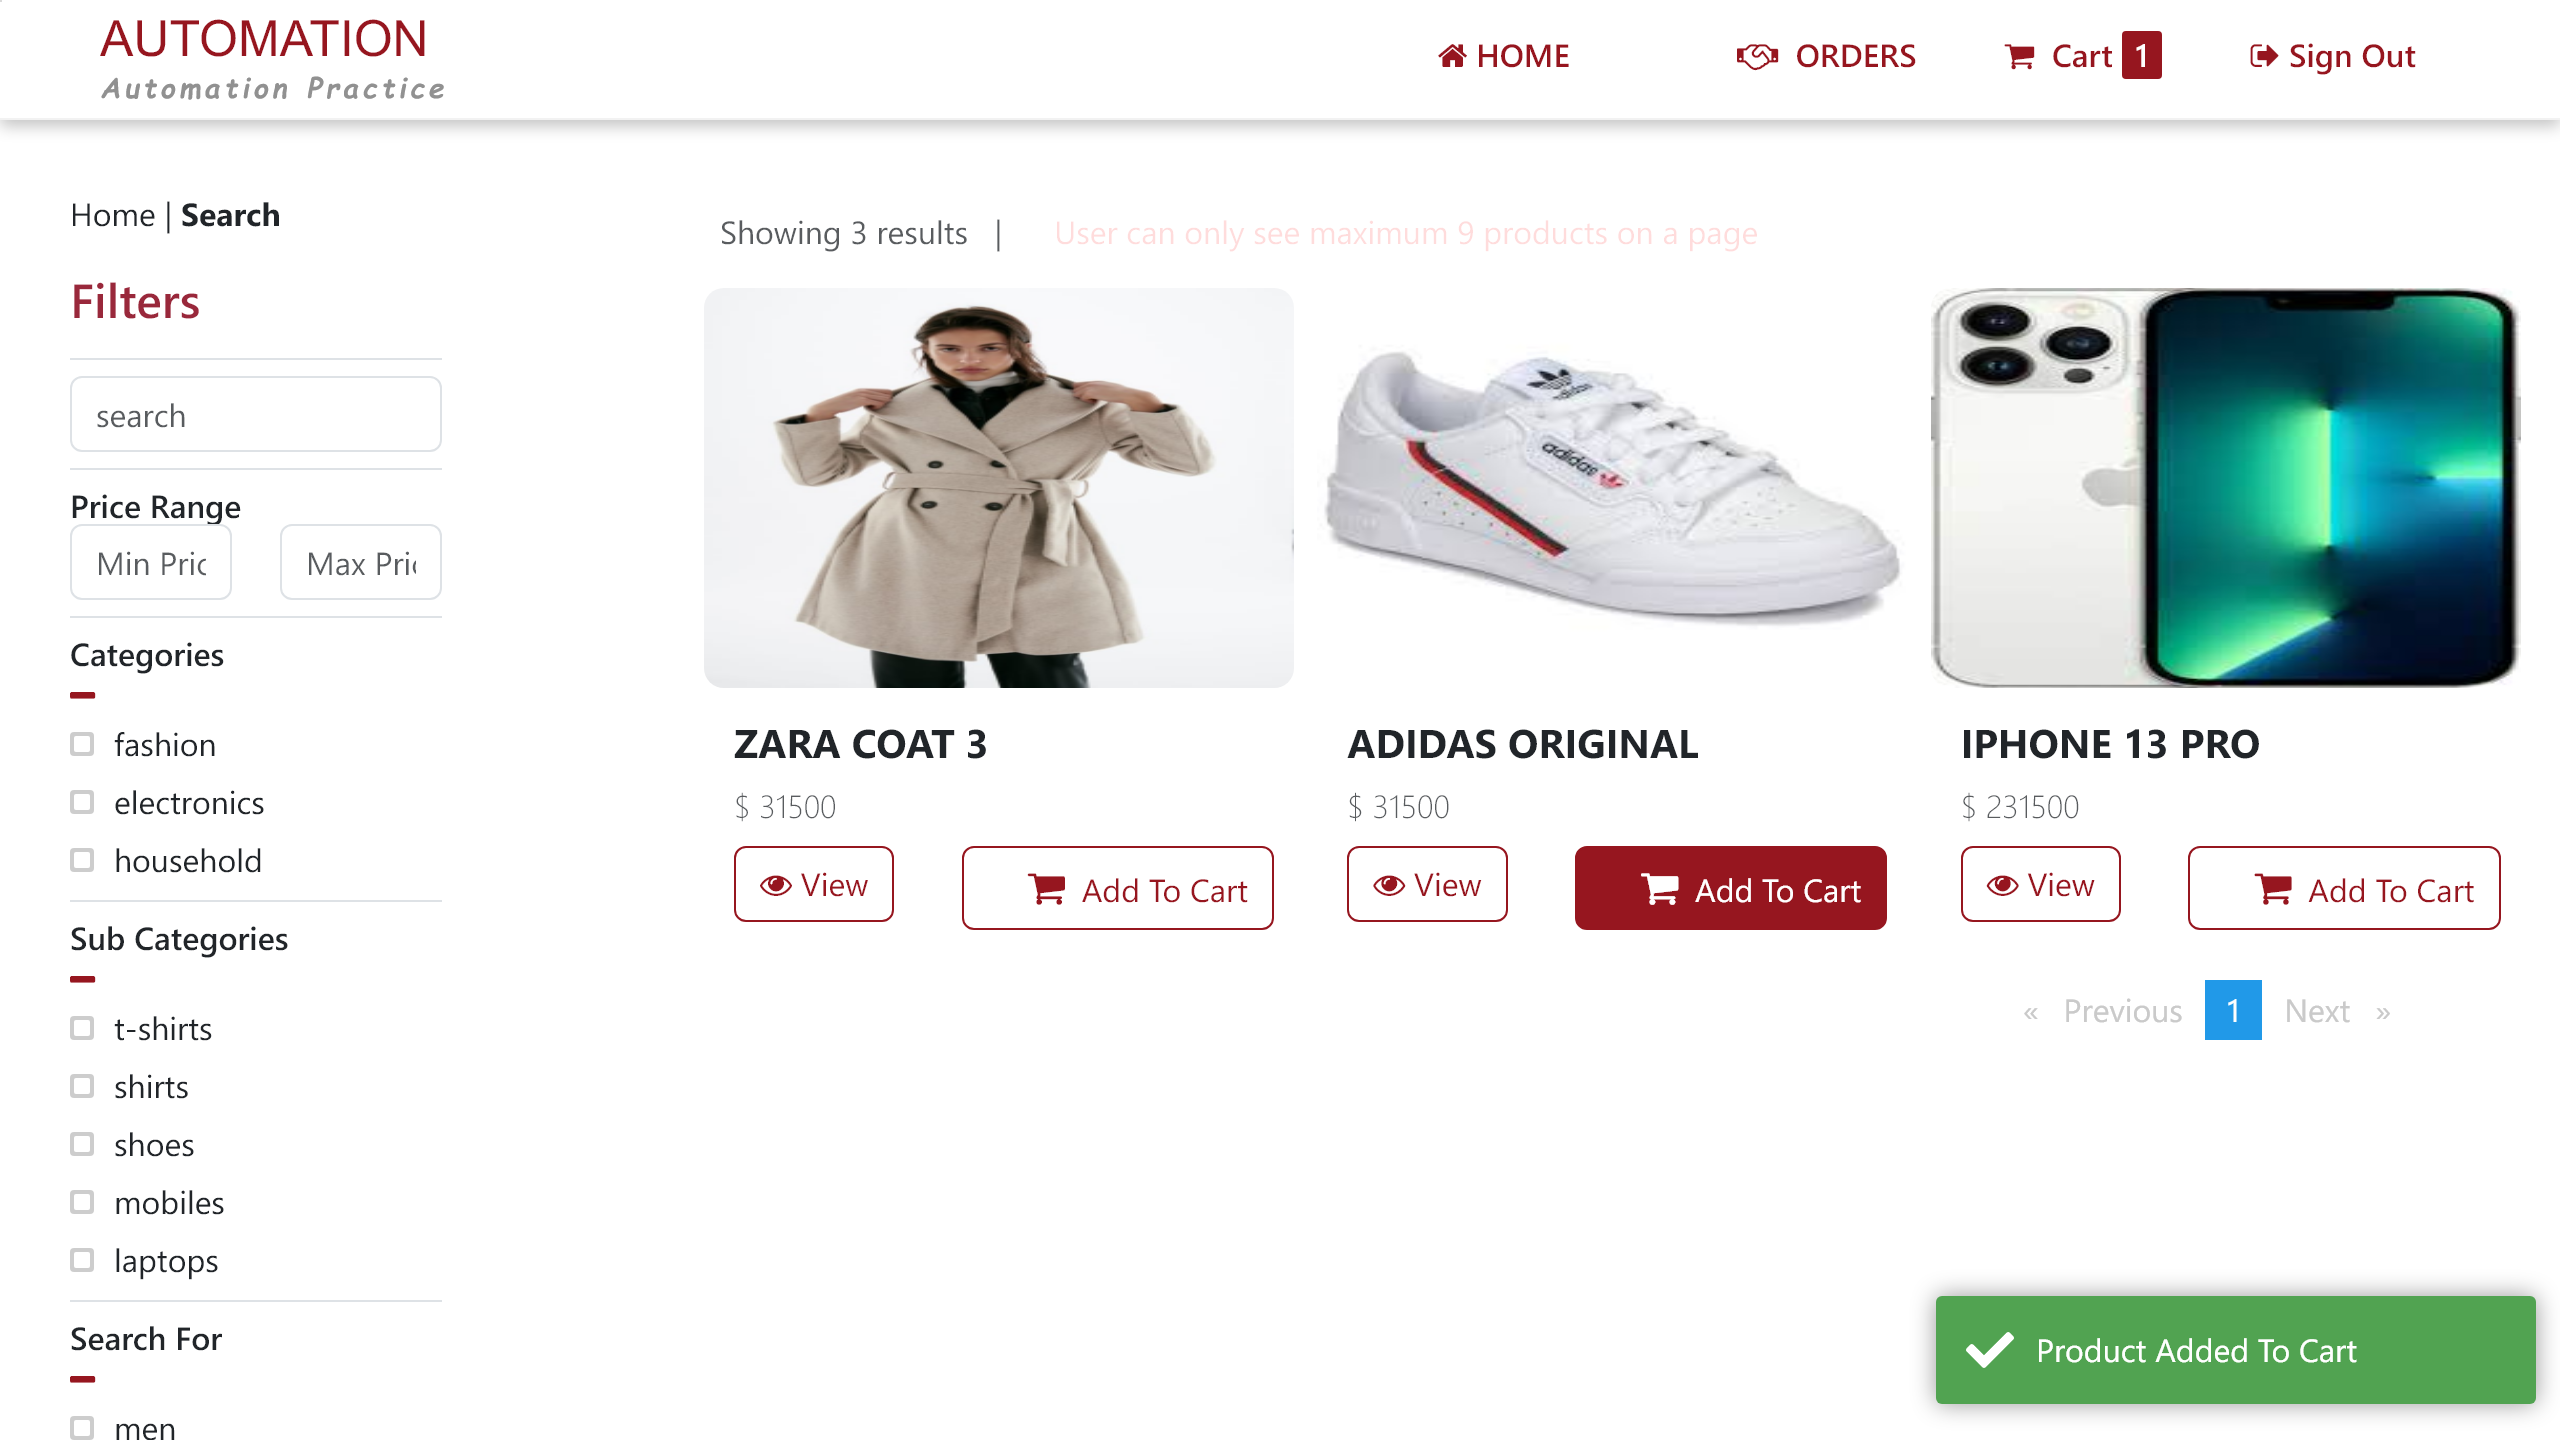 AUTOMATION
Automation Practice
HOME
ORDERS
Cart 1
Sign Out
Home | Search
Filters
search
Price Range
Min Pric
Max Pric
Categories
fashion
electronics
household
Sub Categories
t-shirts
shirts
shoes
mobiles
laptops
Search For
men
Showing 3 results |
User can only see maximum 9 products on a page
adidas
adidas
ZARA COAT 3
$ 31500
View
Add To Cart
ADIDAS ORIGINAL
$ 31500
View
Add To Cart
IPHONE 13 PRO
$ 231500
View
Add To Cart
« Previous 1 Next »
Product Added To Cart